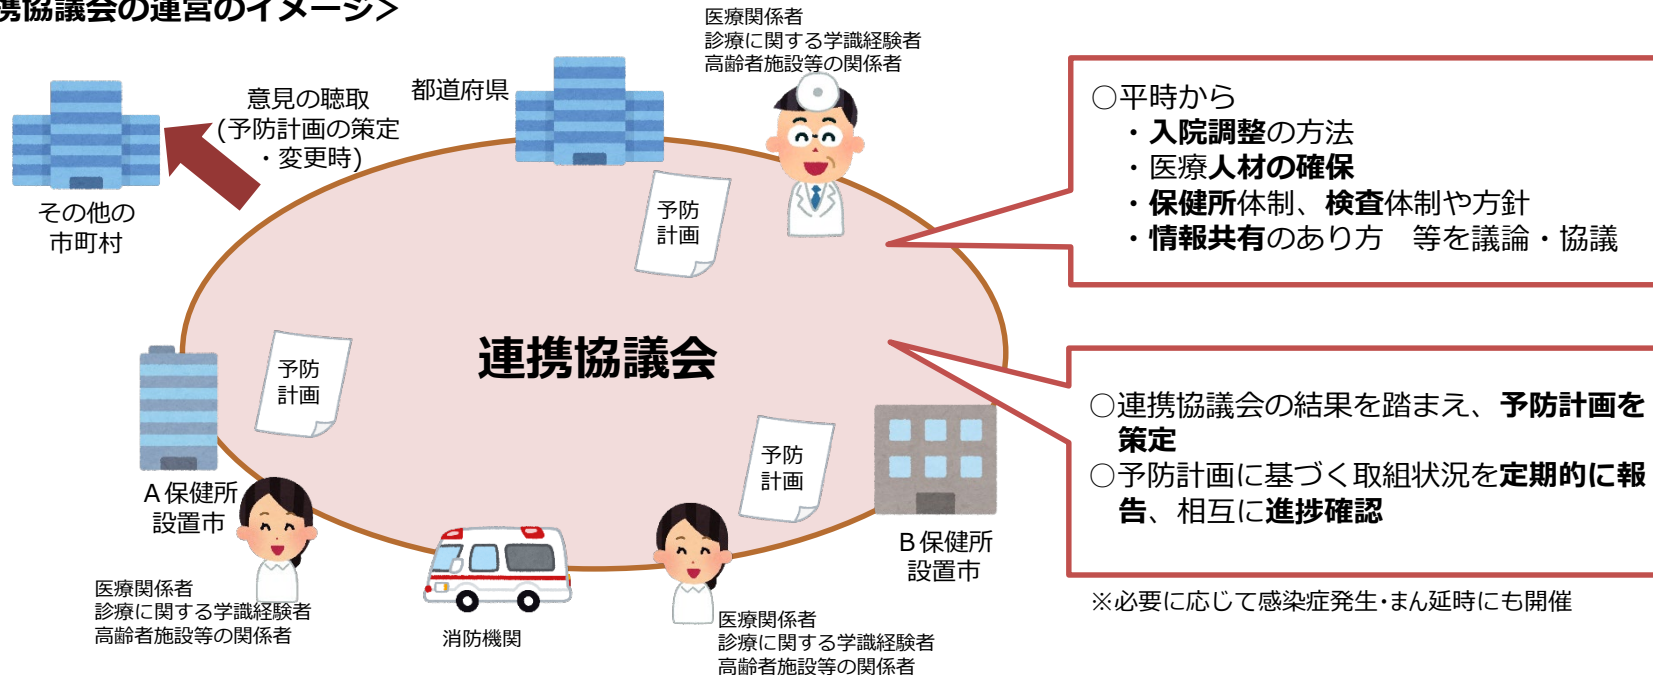 携協議会の運営のイメージ＞
医療関係者
診療に関する学識経験者
高齢者施設等の関係者
都道府県
意見の聴取
(予防計画の策定
・変更時)
その他の
市町村
○平時から
・入院調整の方法
・医療人材の確保
・保健所体制、検査体制や方針
・情報共有のあり方　等を議論・協議
予防
計画
連携協議会
予防
計画
予防
計画
○連携協議会の結果を踏まえ、予防計画を
策定
○予防計画に基づく取組状況を定期的に報
告、相互に進捗確認
※必要に応じて感染症発生･まん延時にも開催
Ａ保健所
設置市
Ｂ保健所
設置市
医療関係者
診療に関する学識経験者
高齢者施設等の関係者
消防機関
医療関係者
診療に関する学識経験者
高齢者施設等の関係者